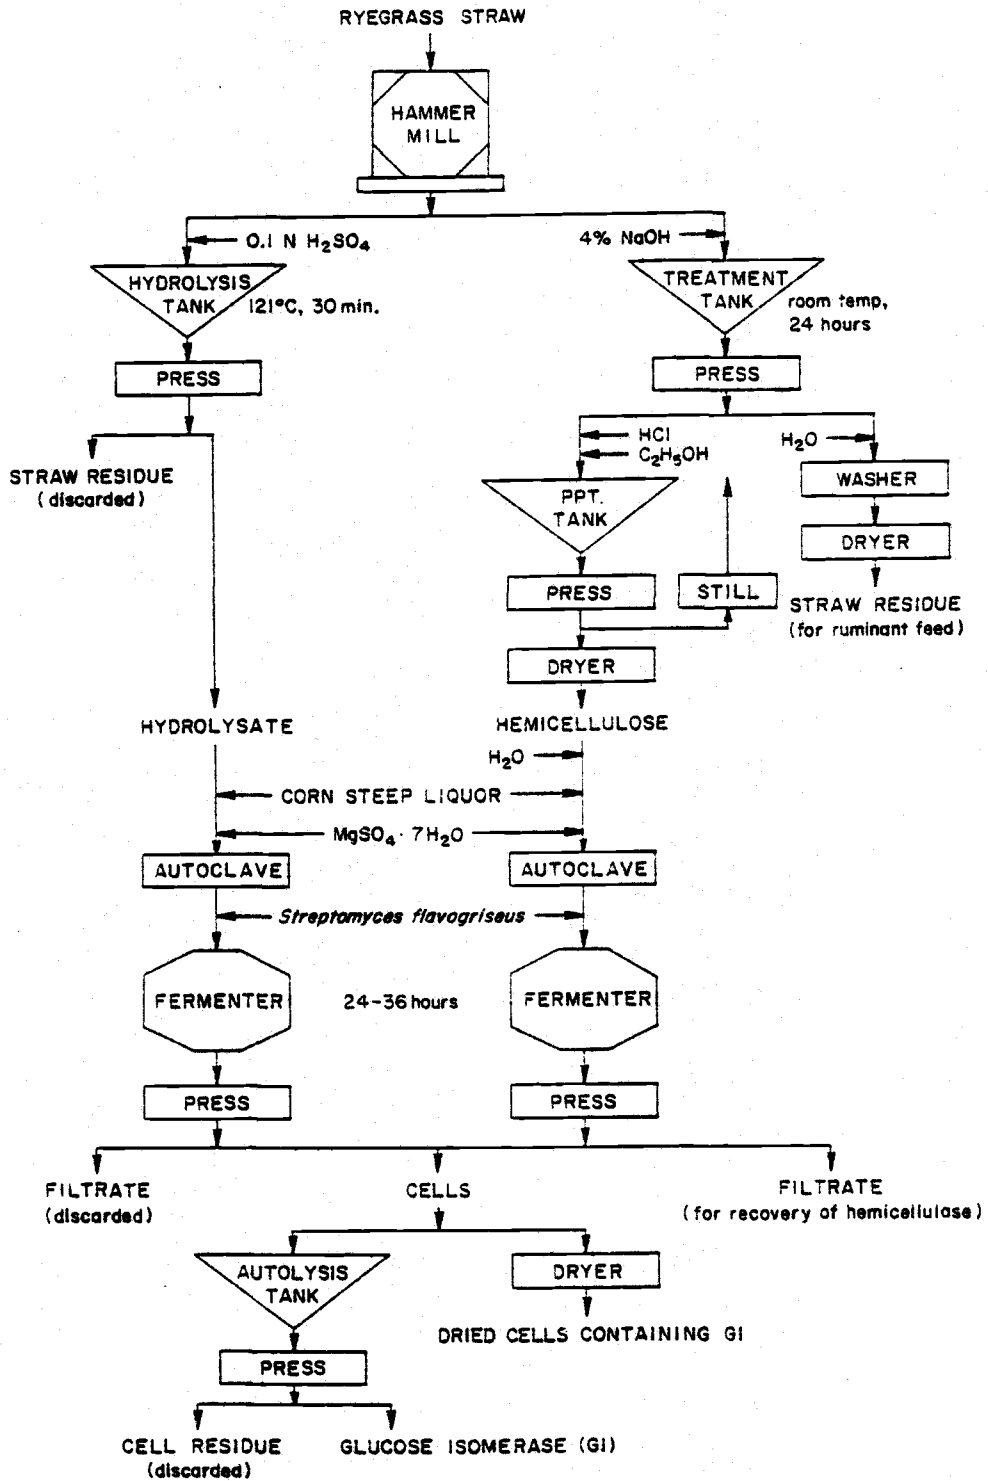 RYEGRASS STRAW
HAMMER
MILL
0.1 N H₂SO₄
4% NaOH
HYDROLYSIS
TANK
121°C, 30 min.
TREATMENT
TANK
room temp,
24 hours
PRESS
PRESS
HCl
C₂H₅OH
H₂O
STRAW RESIDUE
(discarded)
PPT.
TANK
WASHER
DRYER
PRESS
STILL
STRAW RESIDUE
(for ruminant feed)
DRYER
HYDROLYSATE
HEMICELLULOSE
H₂O
CORN STEEP LIQUOR
MgSO₄ · 7H₂O
AUTOCLAVE
AUTOCLAVE
Streptomyces flavogriseus
FERMENTER
24-36 hours
FERMENTER
PRESS
PRESS
FILTRATE
(discarded)
CELLS
FILTRATE
(for recovery of hemicellulase)
AUTOLYSIS
TANK
DRYER
DRIED CELLS CONTAINING GI
PRESS
CELL RESIDUE
(discarded)
GLUCOSE ISOMERASE (GI)